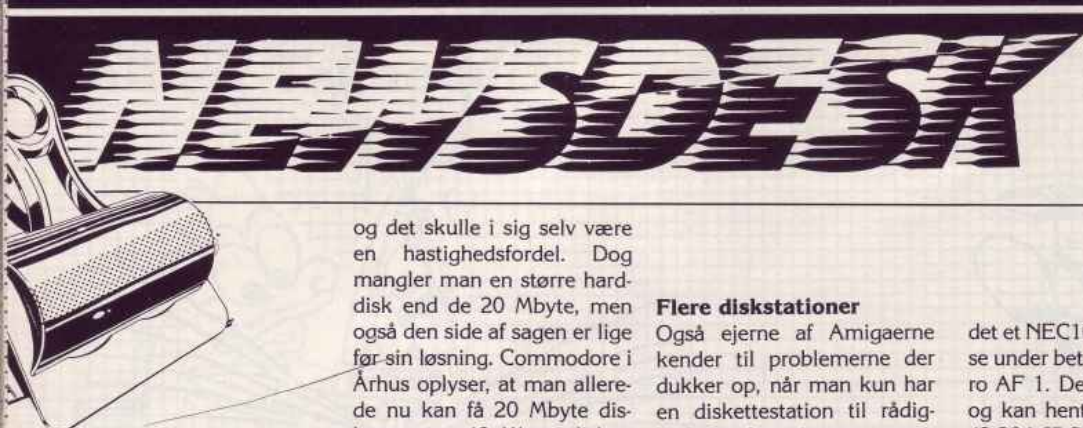 NEWSDESK
og det skulle i sig selv være
en hastighedsfordel. Dog
mangler man en større hard-
disk end de 20 Mbyte, men
også den side af sagen er lige
før sin løsning. Commodore i
Århus oplyser, at man allere-
de nu kan få 20 Mbyte dis-
Flere diskstationer
Også ejerne af Amigaerne
kender til problemerne der
dukker op, når man kun har
en diskettestation til rådig-
det et NEC1
se under bet
ro AF 1. De
og kan hent